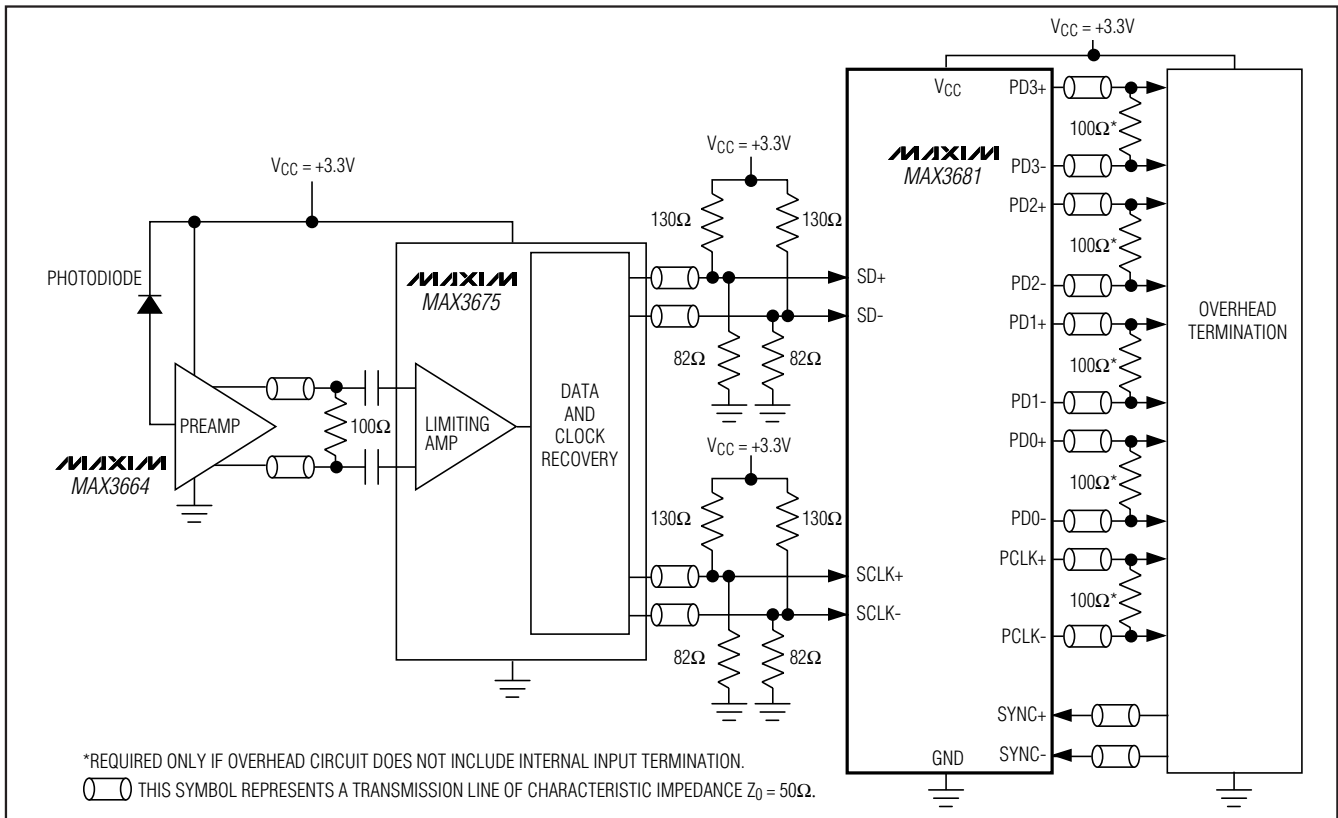 VCC = +3.3V
VCC
PD3+
100Ω*
PD3-
MAXIM
MAX3681
PD2+
100Ω*
PD2-
PD1+
100Ω*
PD1-
PD0+
100Ω*
PD0-
PCLK+
100Ω*
PCLK-
SYNC+
SYNC-
GND
OVERHEAD
TERMINATION
VCC = +3.3V
130Ω
130Ω
SD+
SD-
82Ω
82Ω
VCC = +3.3V
130Ω
130Ω
SCLK+
SCLK-
82Ω
82Ω
VCC = +3.3V
PHOTODIODE
MAXIM
MAX3675
PREAMP
100Ω
LIMITING
AMP
DATA
AND
CLOCK
RECOVERY
MAXIM
MAX3664
*REQUIRED ONLY IF OVERHEAD CIRCUIT DOES NOT INCLUDE INTERNAL INPUT TERMINATION.
THIS SYMBOL REPRESENTS A TRANSMISSION LINE OF CHARACTERISTIC IMPEDANCE Z0 = 50Ω.